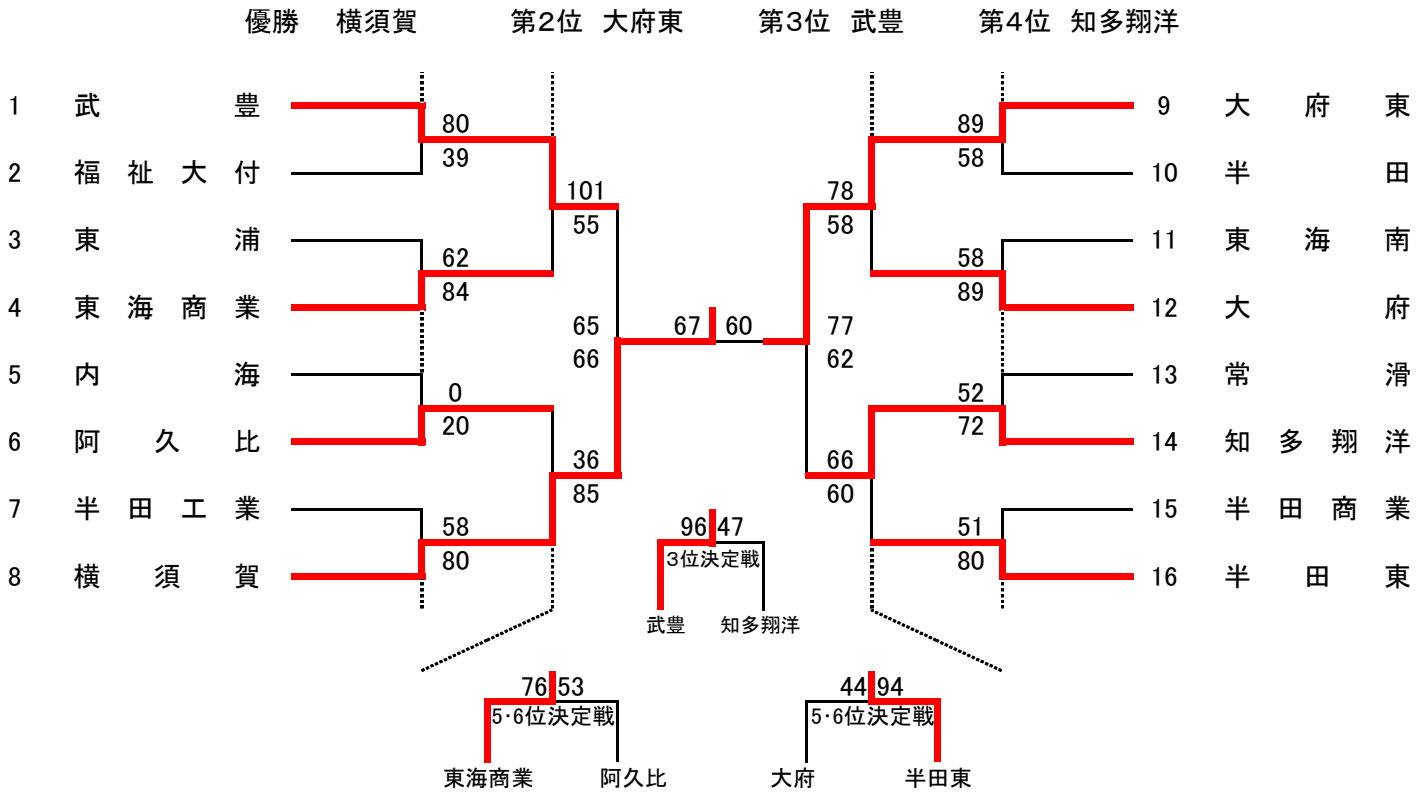 優勝 横須賀 第2位 大府東 第3位 武豊 第4位 知多翔洋
1 武豊 9 大府東
80 89
39 58
2 福祉大付 10 半田
101 78
55 58
3 東浦 11 東海南
62 58
84 89
4 東海商業 12 大府
65 67 60 77
66 62
5 内海 13 常滑
0 52
20 72
6 阿久比 14 知多翔洋
36 66
85 60
7 半田工業 15 半田商業
58 96 47 51
80 3位決定戦 80
8 横須賀 16 半田東
武豊 知多翔洋
76 53 44 94
5・6位決定戦 5・6位決定戦
東海商業 阿久比 大府 半田東